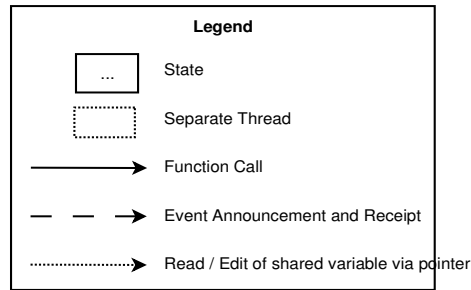 Legend
...
State
Separate Thread
Function Call
Event Announcement and Receipt
Read / Edit of shared variable via pointer